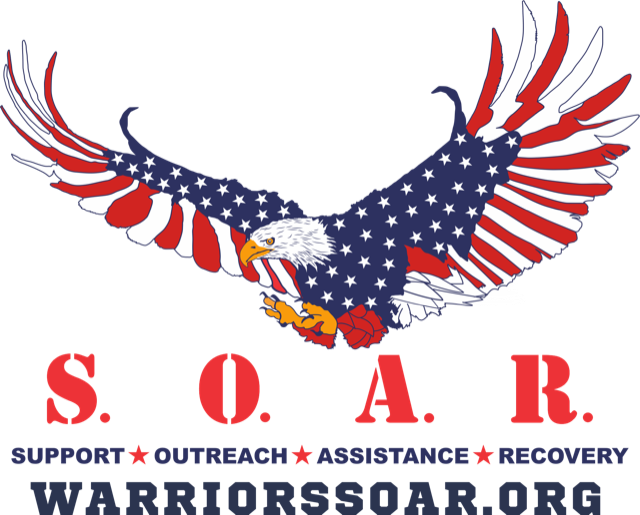 S. O. A. R.
SUPPORT★OUTREACH★ASSISTANCE★RECOVERY
WARRIORSSOAR.ORG